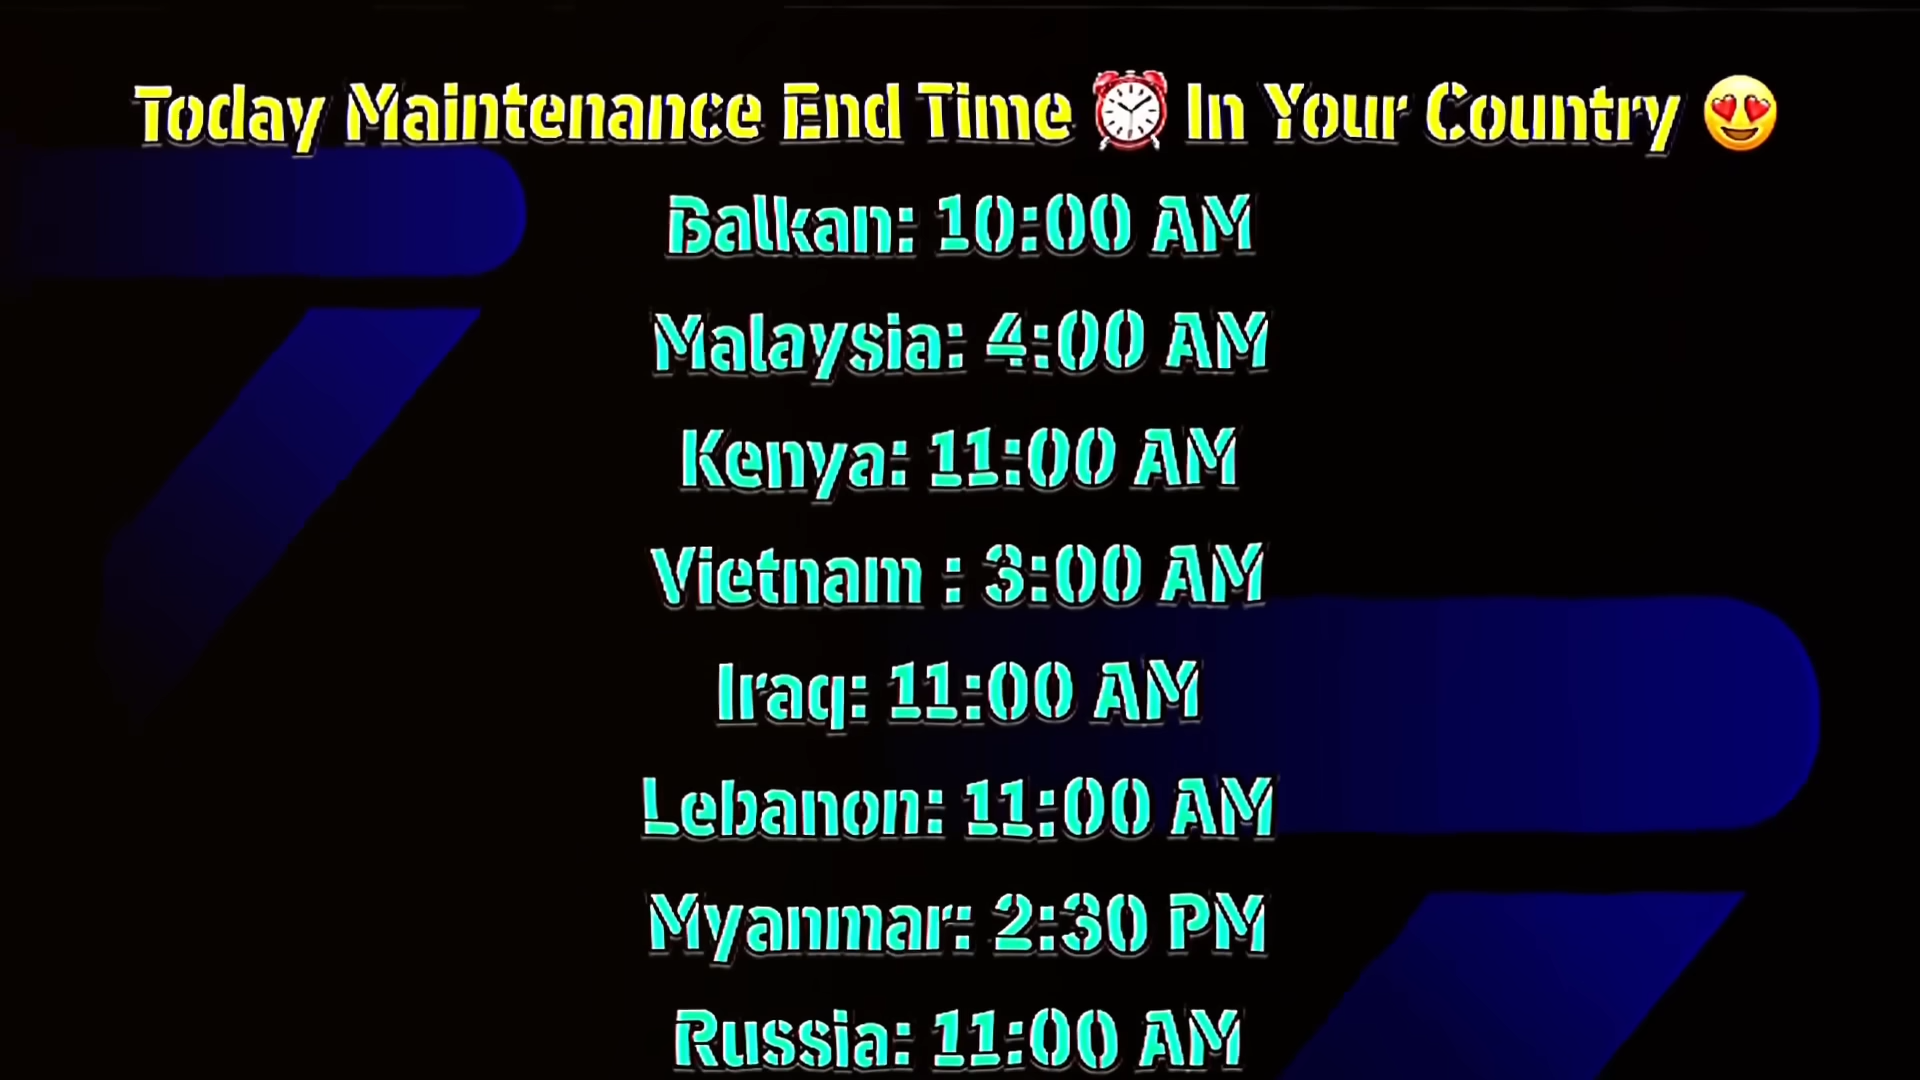 Today Maintenance End Time ⏰ In Your Country 😍
Balkan: 10:00 AM
Malaysia: 4:00 AM
Kenya: 11:00 AM
Vietnam : 3:00 AM
Iraq: 11:00 AM
Lebanon: 11:00 AM
Myanmar: 2:30 PM
Russia: 11:00 AM